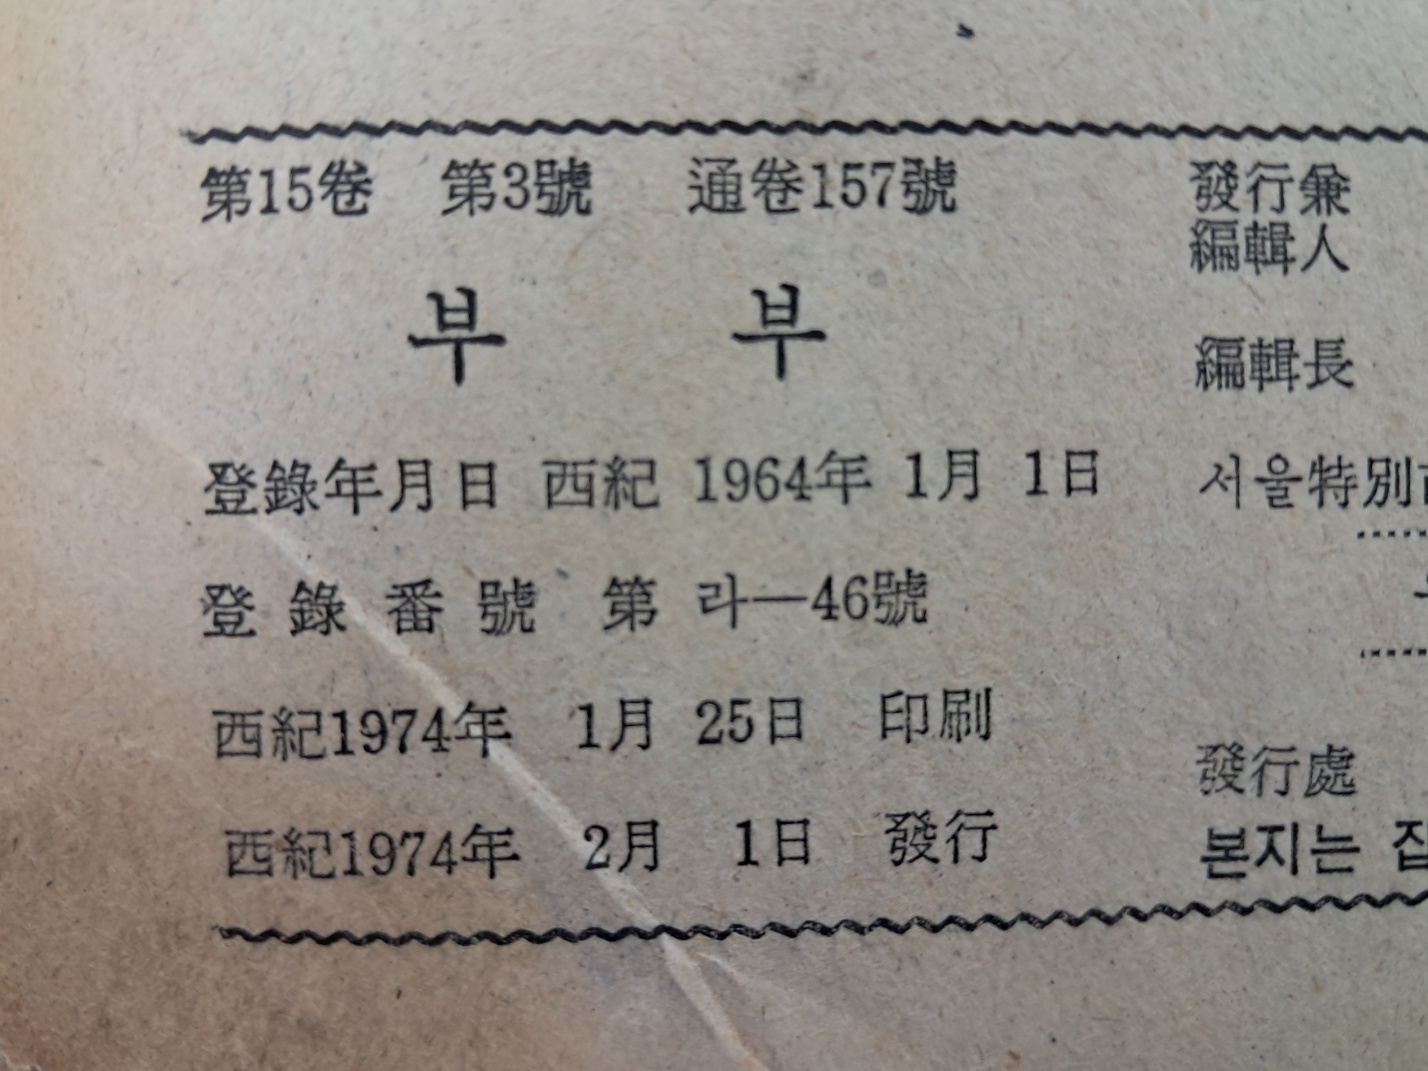 第15卷 第3號 通卷157號
부 부
登錄年月日 西紀 1964年 1月 1日
登錄番號 第 라—46號
西紀1974年 1月 25日 印刷
西紀1974年 2月 1日 發行
發行兼
編輯人
編輯長
서울特別
發行處
본지는